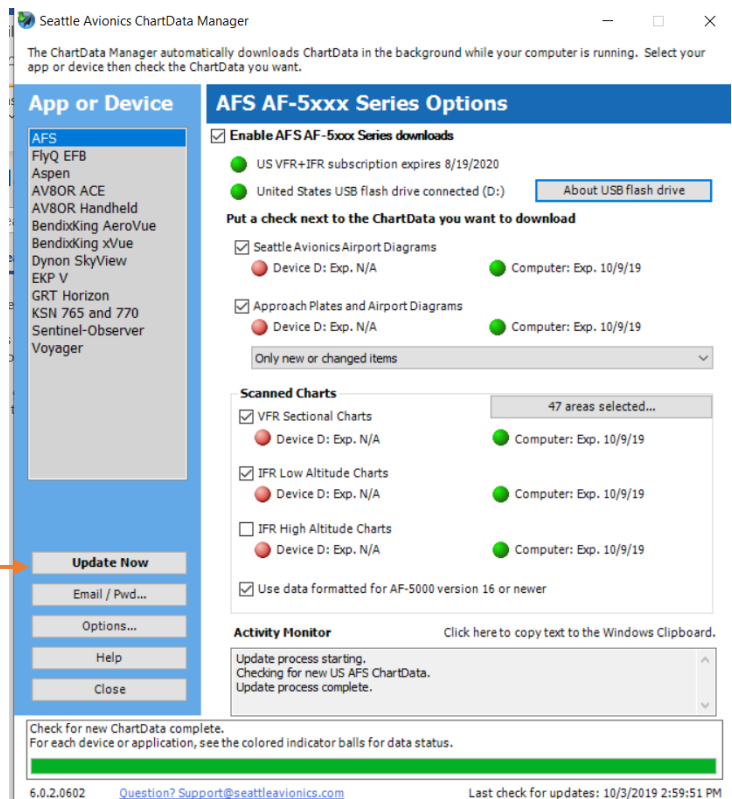 Seattle Avionics ChartData Manager
The ChartData Manager automatically downloads ChartData in the background while your computer is running. Select your
app or device then check the ChartData you want.
App or Device
AFS
FlyQ EFB
Aspen
AV8OR ACE
AV8OR Handheld
BendixKing AeroVue
BendixKing xVue
Dynon SkyView
EKP V
GRT Horizon
KSN 765 and 770
Sentinel-Observer
Voyager
Update Now
Email / Pwd...
Options...
Help
Close
AFS AF-5xxx Series Options
Enable AFS AF-5xxx Series downloads
US VFR+IFR subscription expires 8/19/2020
United States USB flash drive connected (D:)
About USB flash drive
Put a check next to the ChartData you want to download
Seattle Avionics Airport Diagrams
Device D: Exp. N/A
Computer: Exp. 10/9/19
Approach Plates and Airport Diagrams
Device D: Exp. N/A
Computer: Exp. 10/9/19
Only new or changed items
Scanned Charts
47 areas selected...
VFR Sectional Charts
Device D: Exp. N/A
Computer: Exp. 10/9/19
IFR Low Altitude Charts
Device D: Exp. N/A
Computer: Exp. 10/9/19
IFR High Altitude Charts
Device D: Exp. N/A
Computer: Exp. 10/9/19
Use data formatted for AF-5000 version 16 or newer
Activity Monitor
Click here to copy text to the Windows Clipboard.
Update process starting.
Checking for new US AFS ChartData.
Update process complete.
Check for new ChartData complete.
For each device or application, see the colored indicator balls for data status.
6.0.2.0602
Question? Support@seattleavionics.com
Last check for updates: 10/3/2019 2:59:51 PM